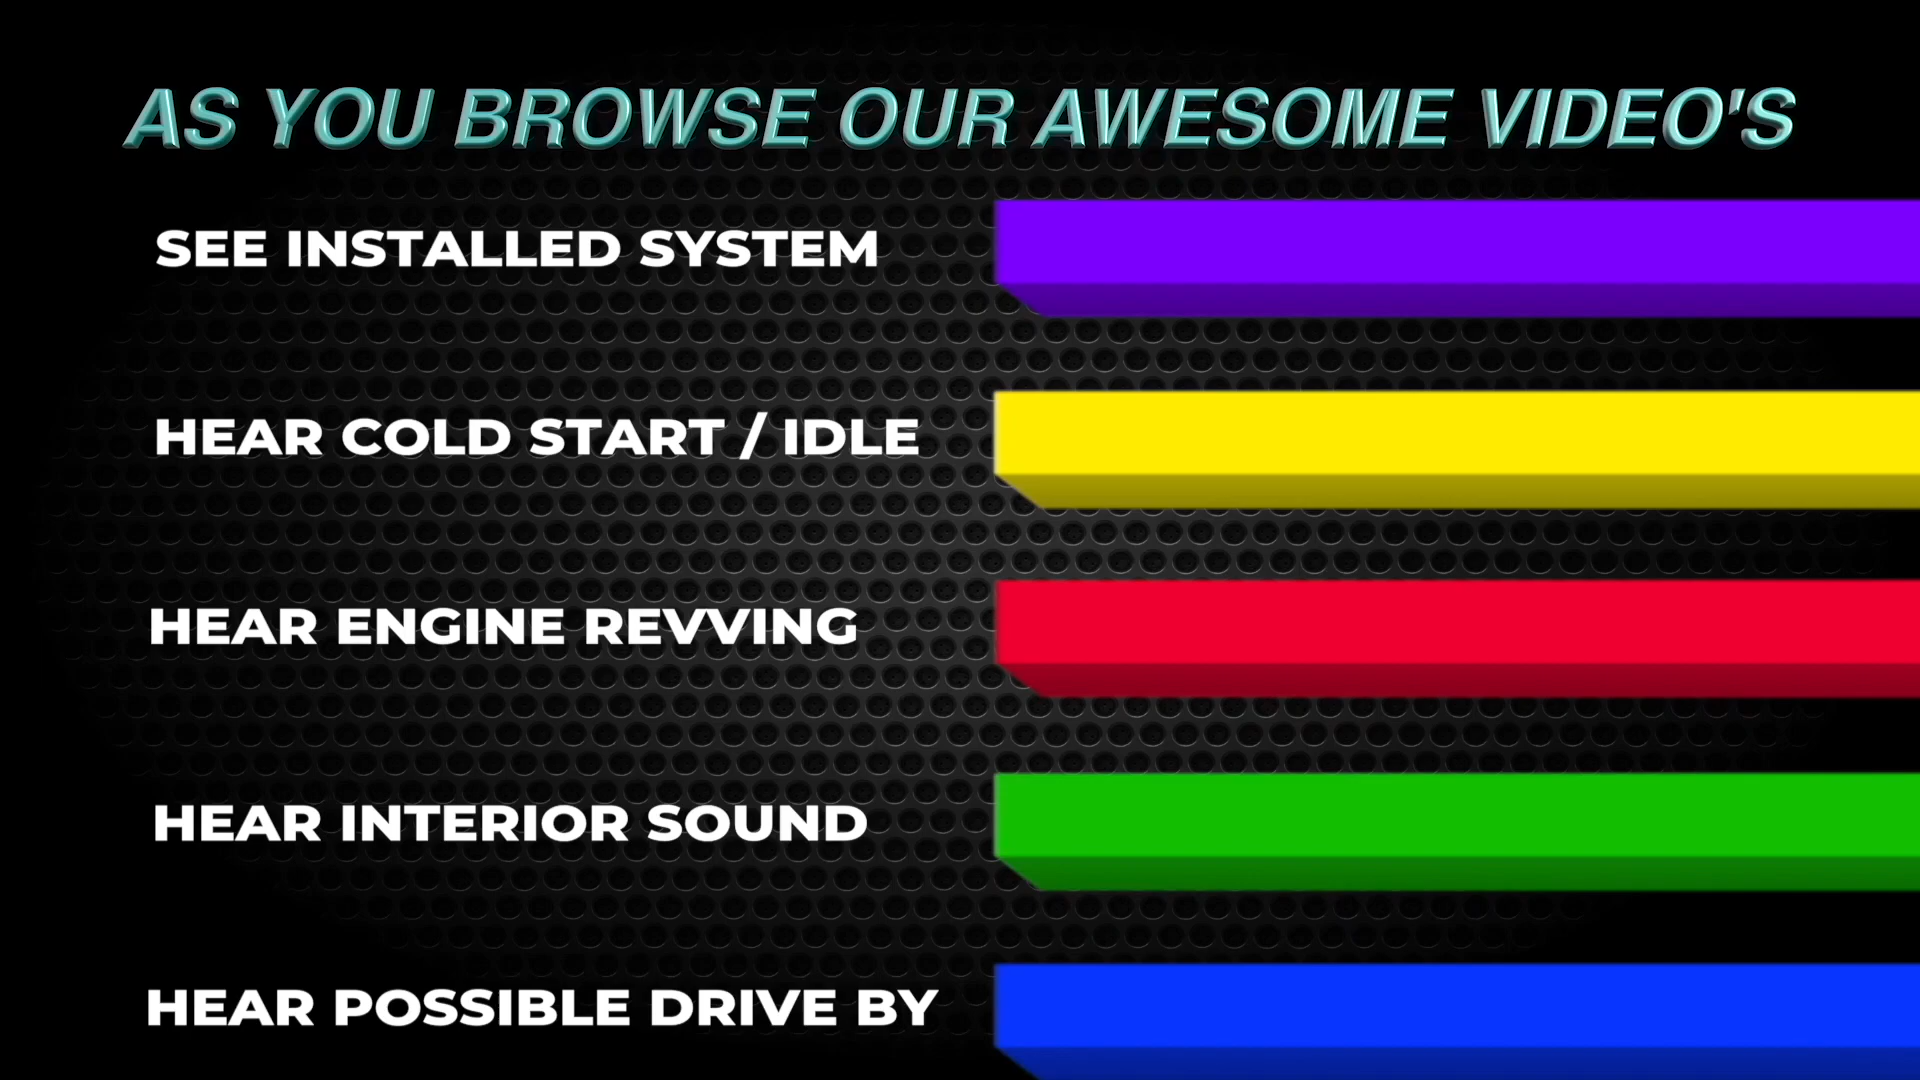 AS YOU BROWSE OUR AWESOME VIDEO'S
SEE INSTALLED SYSTEM
HEAR COLD START / IDLE
HEAR ENGINE REVVING
HEAR INTERIOR SOUND
HEAR POSSIBLE DRIVE BY